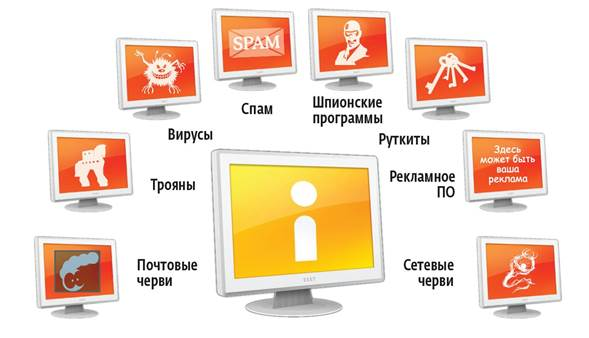 SPAM
Спам
Шпионские
программы
Вирусы
Руткиты
Трояны
Рекламное
ПО
Здесь
может быть
ваша
реклама
Почтовые
черви
Сетевые
черви